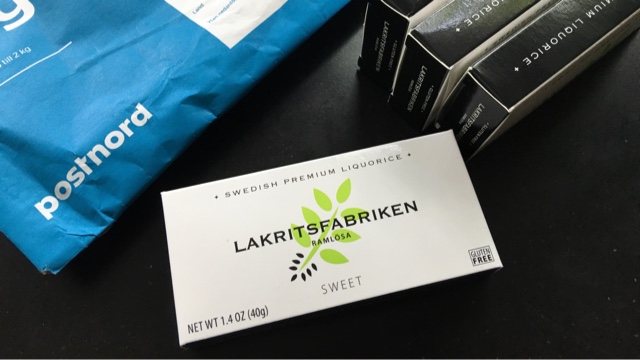 till 2 kg
postnord
PREMIUM LIQUORICE
LIQUORICE
LAKRITSFABRIKEN
LAKRITSFABRIKEN
• SWEDISH PREMIUM LIQUORICE •
LAKRITSFABRIKEN
RAMLÖSA
SWEET
GLUTEN
FREE
NET WT 1.4 OZ (40g)